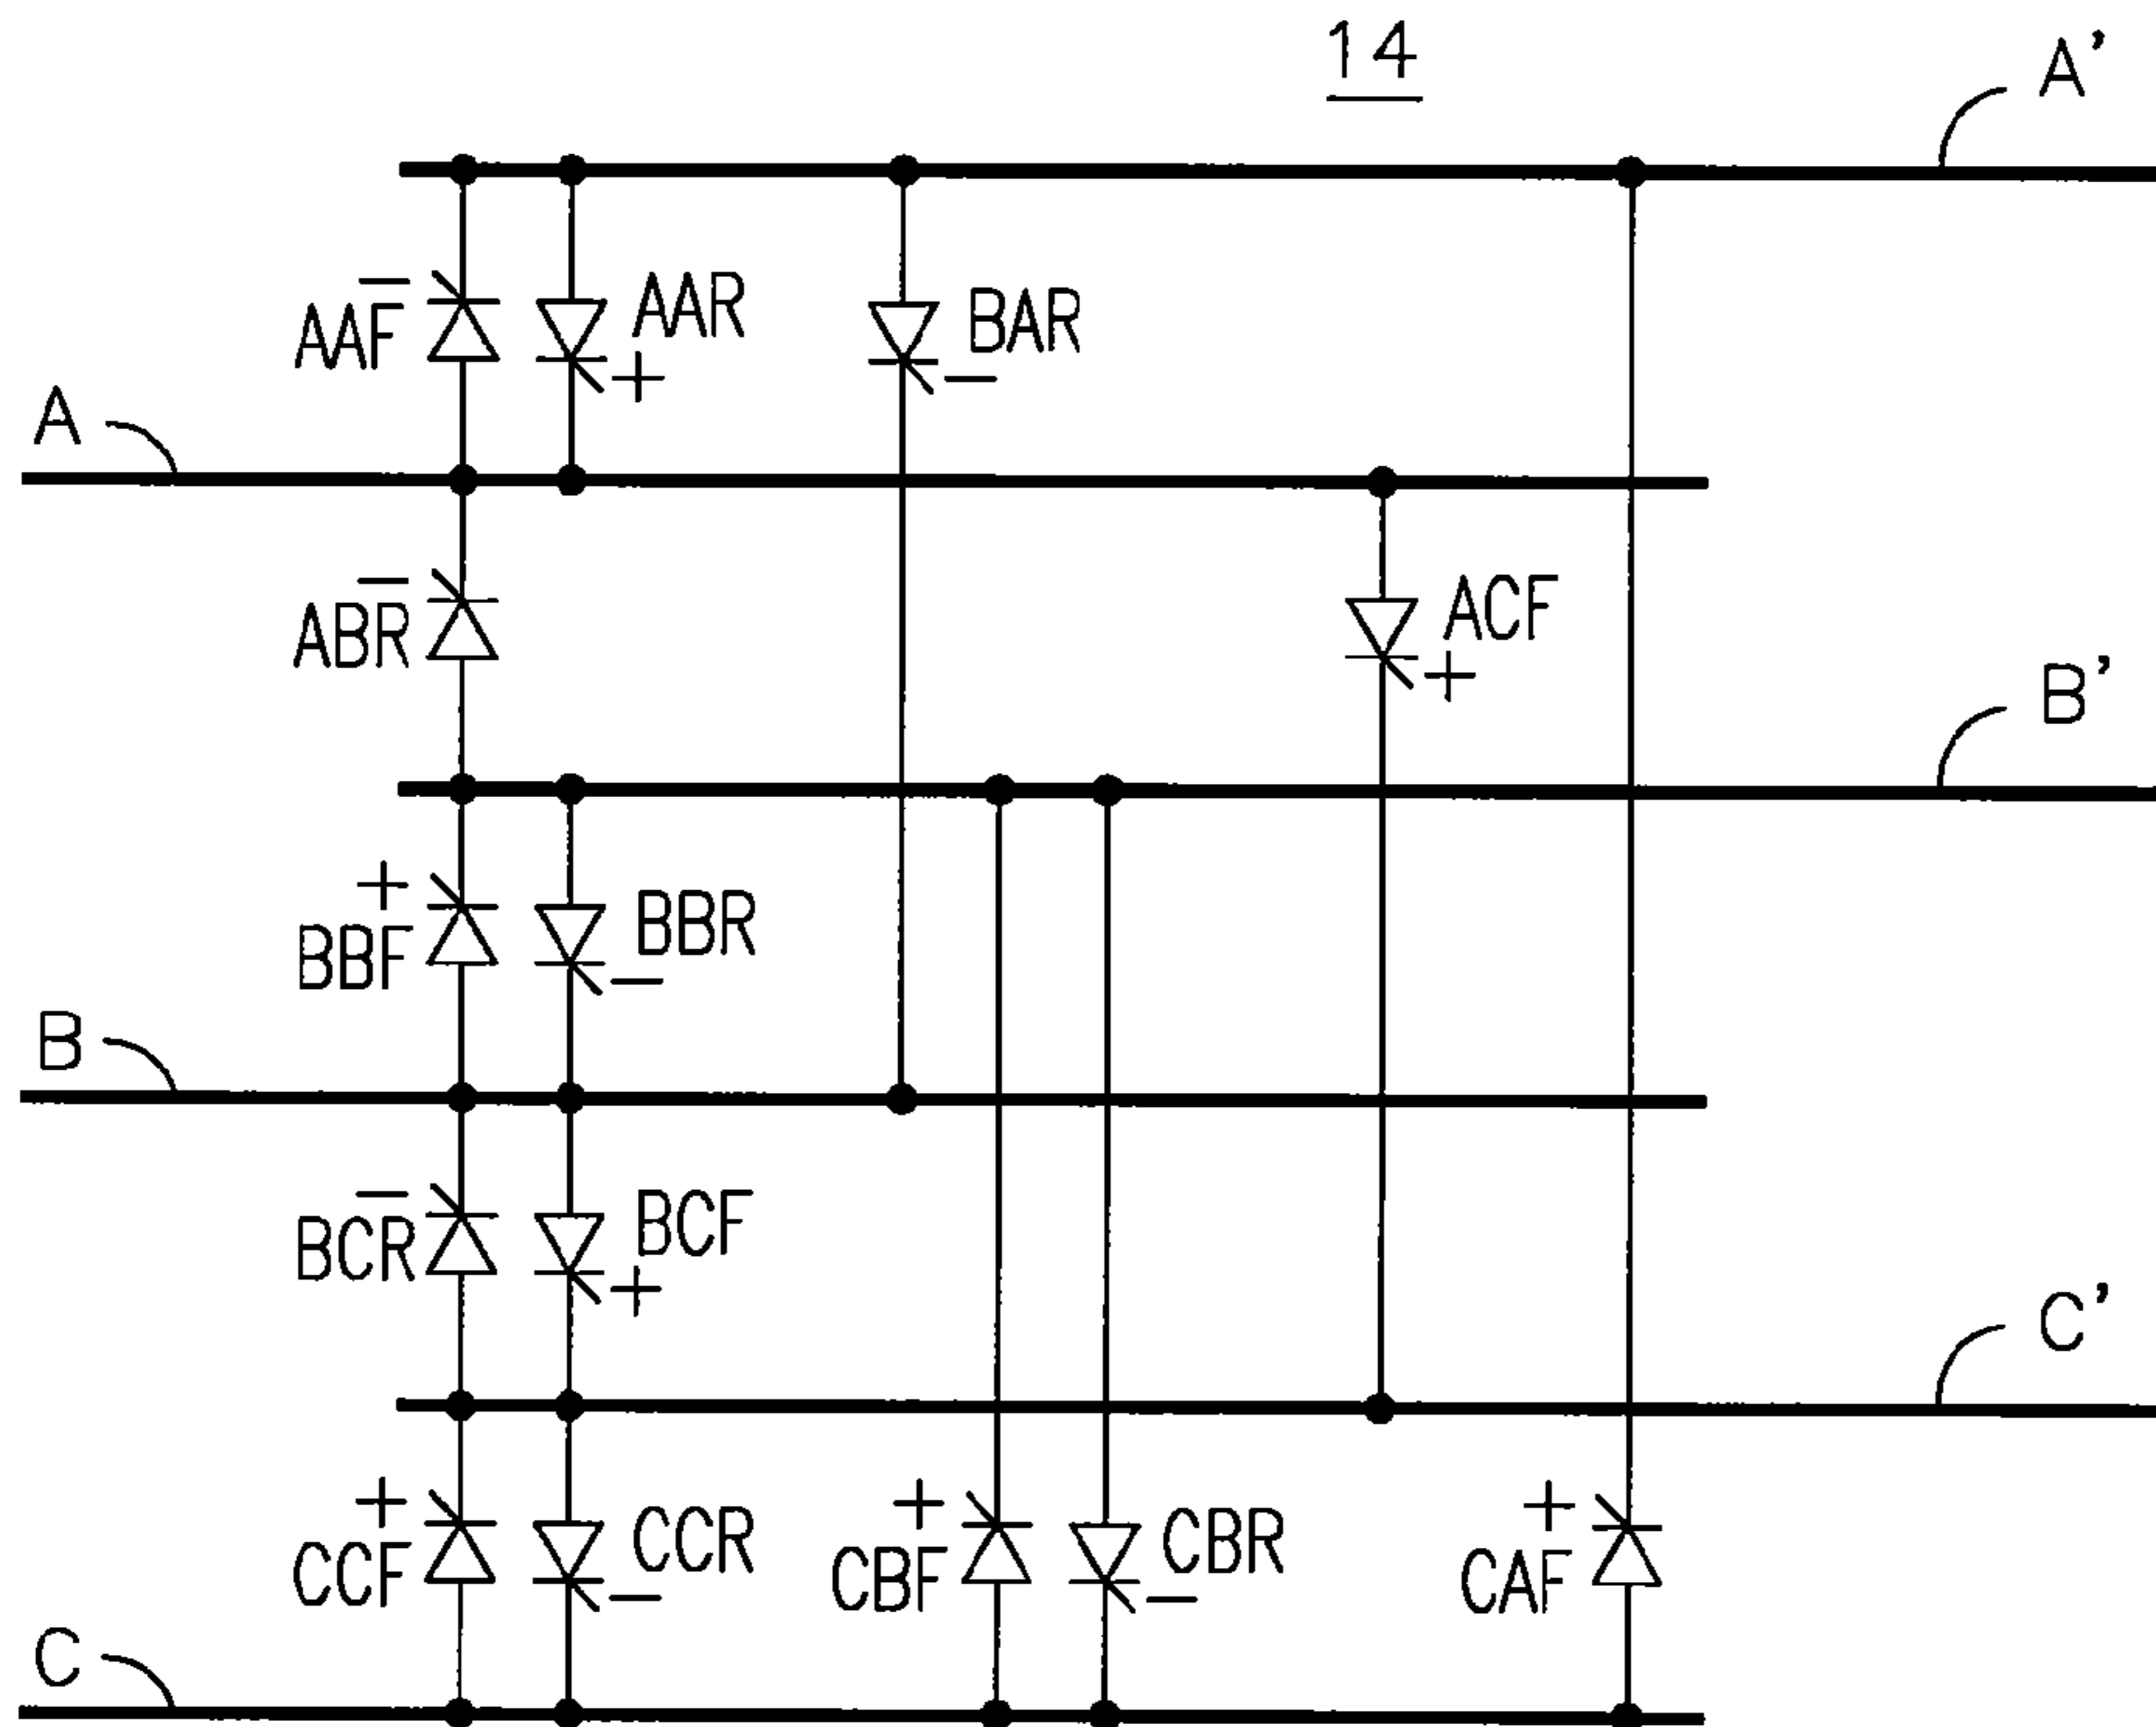 14
A'
AAF
AAR
BAR
−
+
−
A
ABR
−
ACF
+
B'
+
BBF
BBR
−
B
−
BCR
BCF
+
C'
+
CCF
CCR
−
+
CBF
CBR
−
+
CAF
C